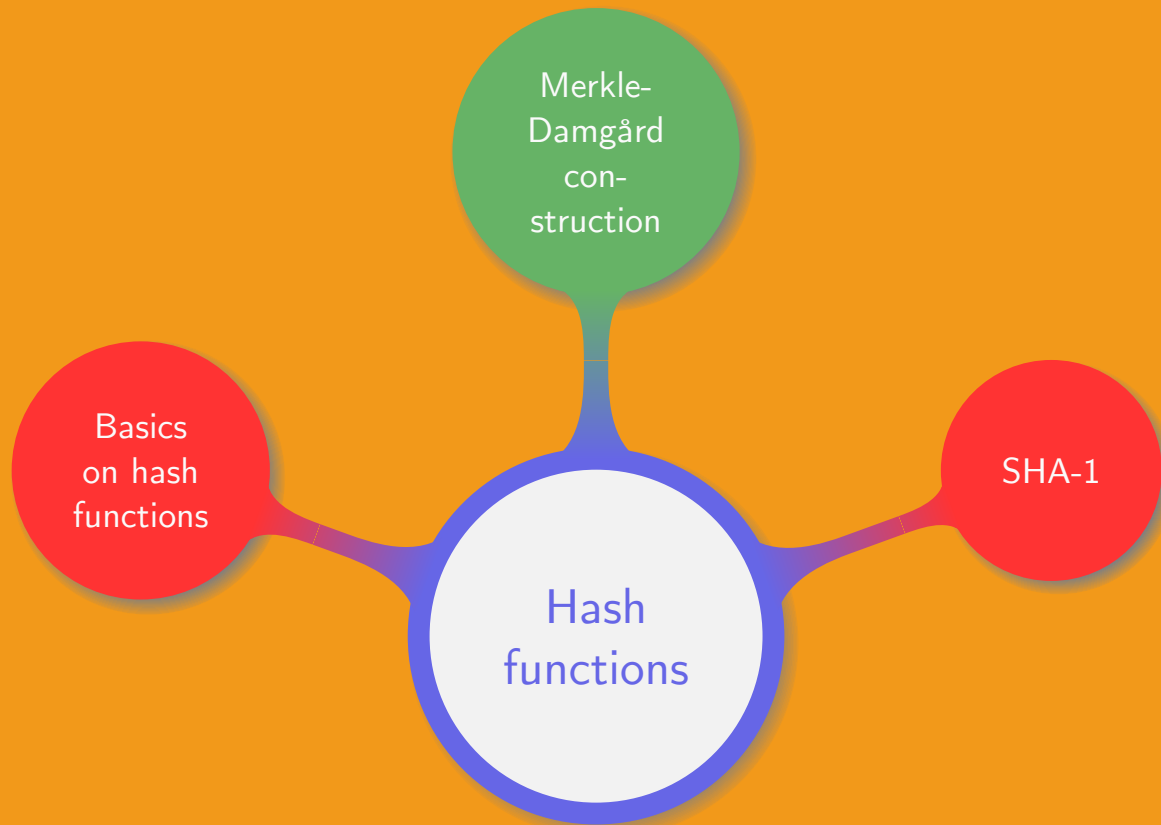 Merkle-
Damgård
con-
struction
Basics
on hash
functions
SHA-1
Hash
functions